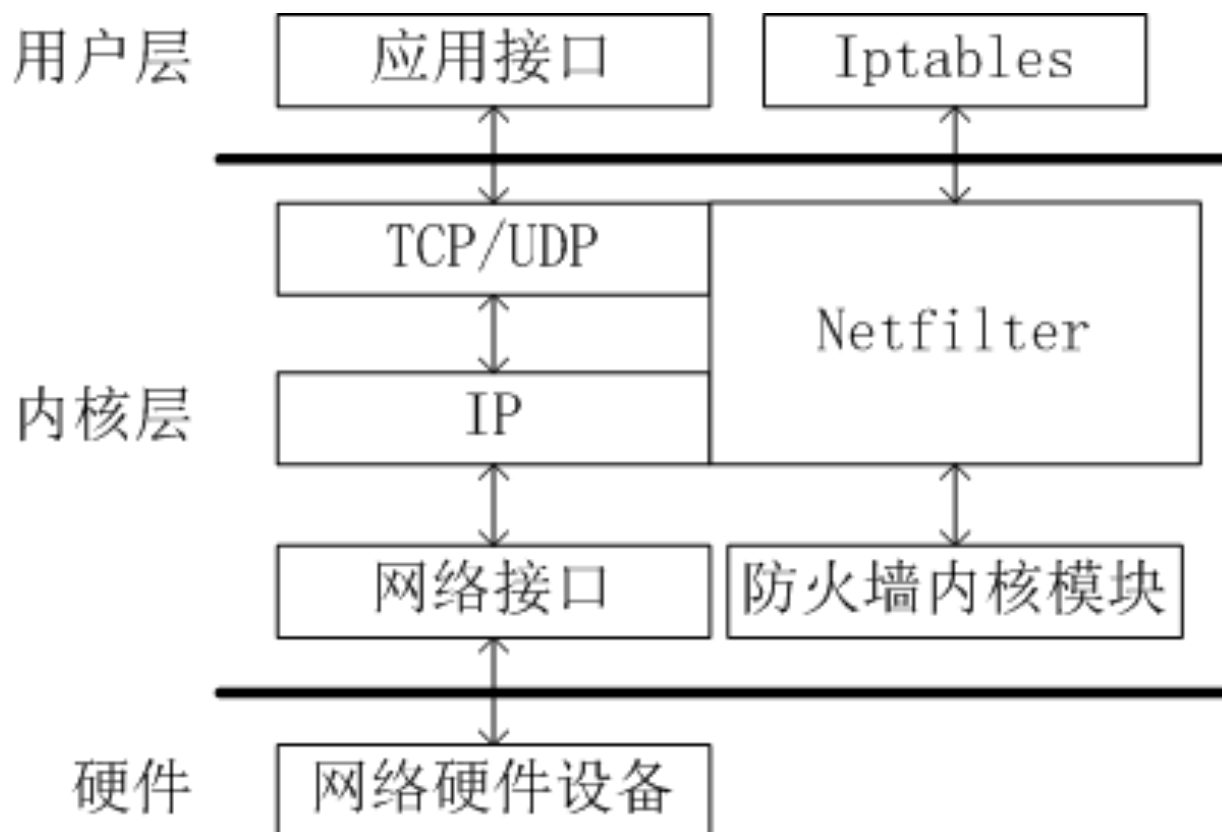 用户层
应用接口
Iptables
TCP/UDP
Netfilter
内核层
IP
网络接口
防火墙内核模块
硬件
网络硬件设备